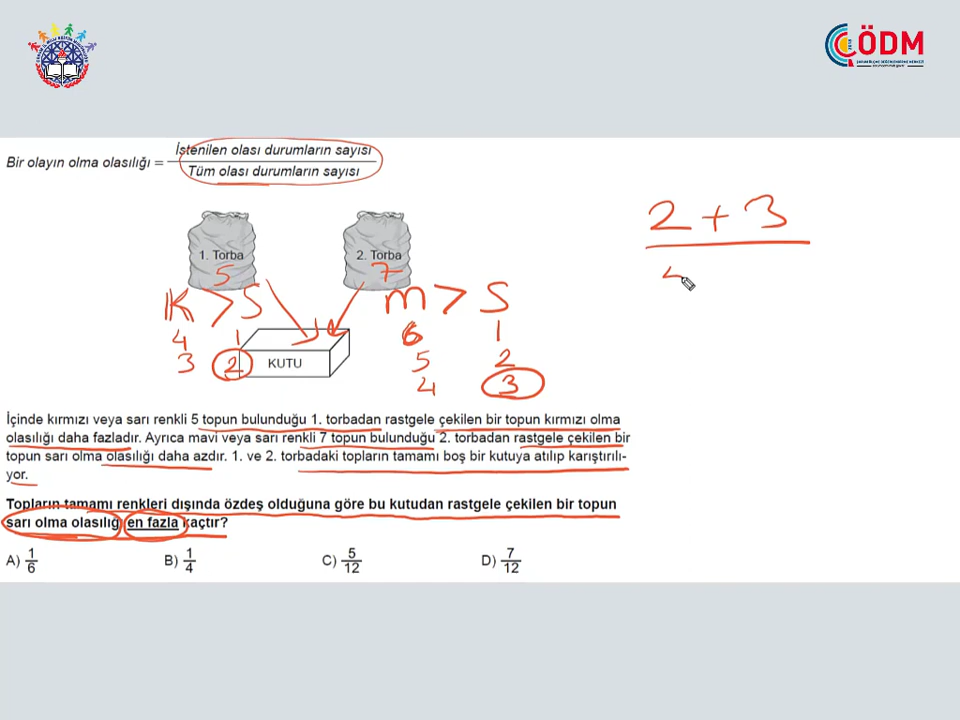 ÖDM
Bir olayın olma olasılığı = İstenilen olası durumların sayısı
Tüm olası durumların sayısı
2 + 3
1. Torba
2. Torba
5
7
K > S
m > S
4 1
6 1
3 2
5 2
4 3
KUTU
İçinde kırmızı veya sarı renkli 5 topun bulunduğu 1. torbadan rastgele çekilen bir topun kırmızı olma
olasılığı daha fazladır. Ayrıca mavi veya sarı renkli 7 topun bulunduğu 2. torbadan rastgele çekilen bir
topun sarı olma olasılığı daha azdır. 1. ve 2. torbadaki topların tamamı boş bir kutuya atılıp karıştırılı-
yor.
Topların tamamı renkleri dışında özdeş olduğuna göre bu kutudan rastgele çekilen bir topun
sarı olma olasılığı en fazla kaçtır?
A) 1/6 B) 1/4 C) 5/12 D) 7/12